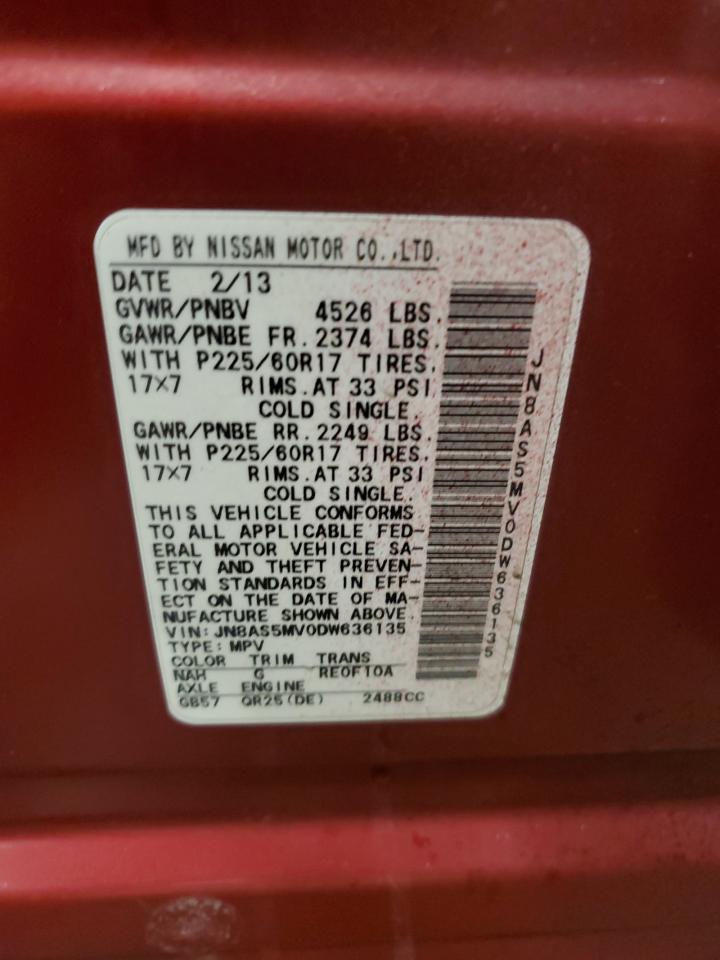 MFD BY NISSAN MOTOR CO.,LTD.
DATE 2/13
GVWR/PNBV 4526 LBS.
GAWR/PNBE FR.2374 LBS.
WITH P225/60R17 TIRES.
17×7 RIMS.AT 33 PSI
COLD SINGLE.
GAWR/PNBE RR.2249 LBS.
WITH P225/60R17 TIRES.
17×7 RIMS.AT 33 PSI
COLD SINGLE.
THIS VEHICLE CONFORMS
TO ALL APPLICABLE FED-
ERAL MOTOR VEHICLE SA-
FETY AND THEFT PREVEN-
TION STANDARDS IN EFF-
ECT ON THE DATE OF MA-
NUFACTURE SHOWN ABOVE.
VIN:JN8AS5MV0DW636135
TYPE:MPV
COLOR TRIM TRANS
NAH G RE0F10A
AXLE ENGINE
GB57 QR25(DE) 2488CC
JN8AS5MV0DW636135